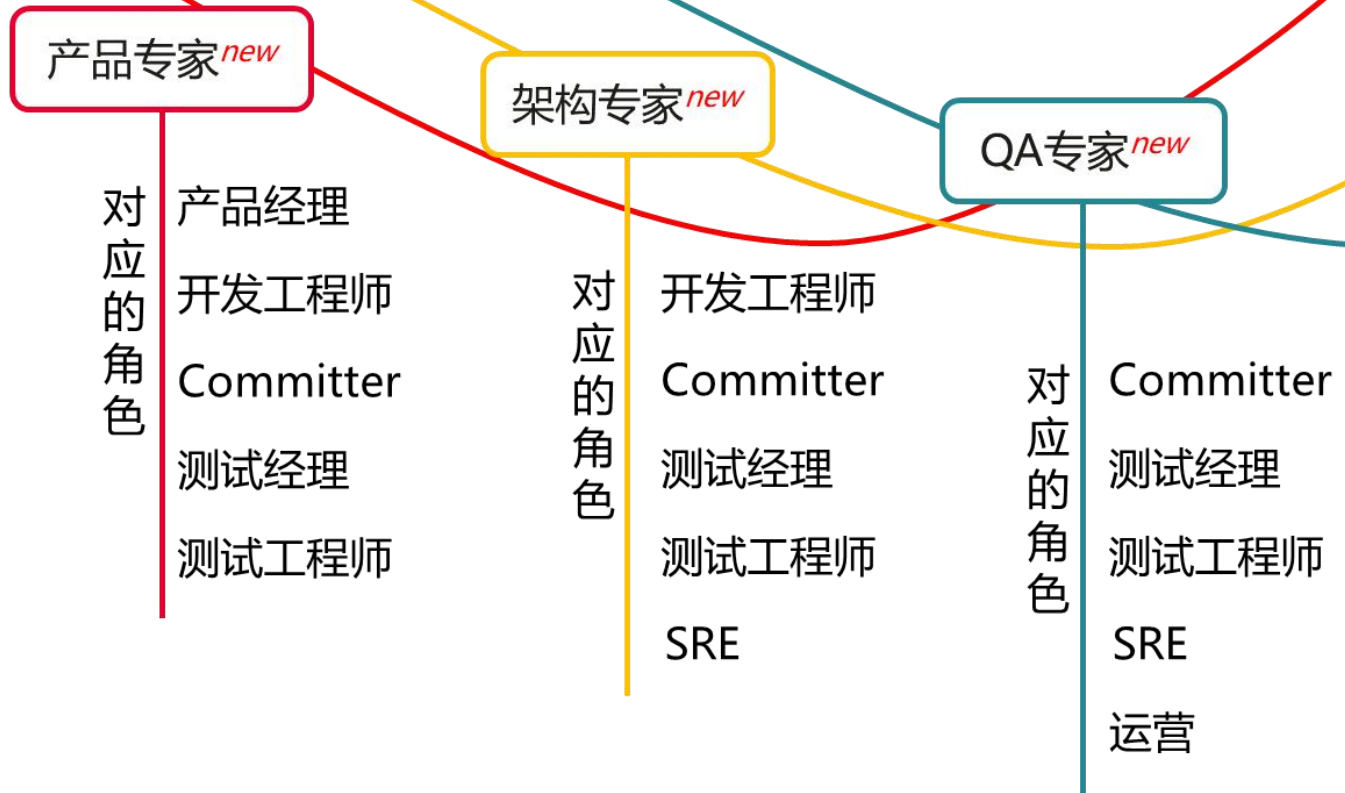 产品专家new
对应的角色
产品经理
开发工程师
Committer
测试经理
测试工程师
架构专家new
对应的角色
开发工程师
Committer
测试经理
测试工程师
SRE
QA专家new
对应的角色
Committer
测试经理
测试工程师
SRE
运营